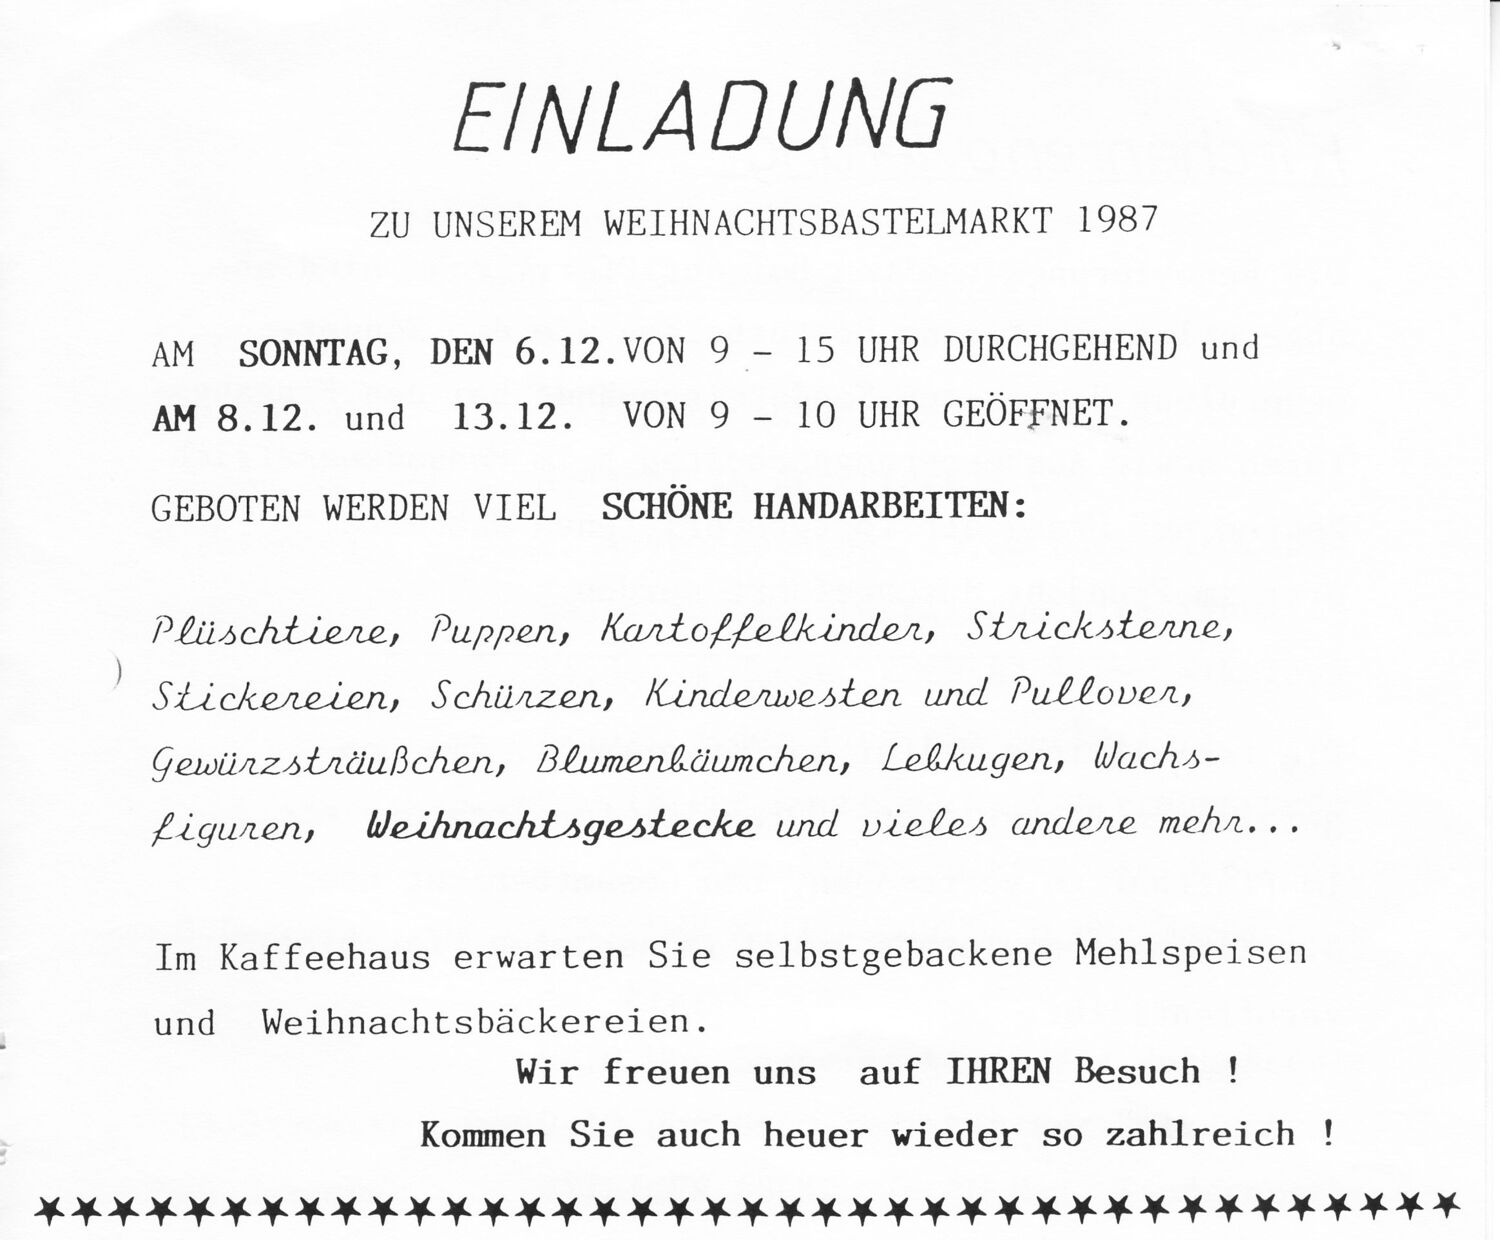 EINLADUNG
ZU UNSEREM WEIHNACHTSBASTELMARKT 1987
AM SONNTAG, DEN 6.12.VON 9 - 15 UHR DURCHGEHEND und
AM 8.12. und 13.12. VON 9 - 10 UHR GEÖFFNET.
GEBOTEN WERDEN VIEL SCHÖNE HANDARBEITEN:
Plüschtiere, Puppen, Kartoffelkinder, Stricksterne,
Stickereien, Schürzen, Kinderwesten und Pullover,
Gewürzsträußchen, Blumenbäumchen, Lebkugen, Wachs-
figuren, Weihnachtsgestecke und vieles andere mehr...
Im Kaffeehaus erwarten Sie selbstgebackene Mehlspeisen
und Weihnachtsbäckereien.
Wir freuen uns auf IHREN Besuch !
Kommen Sie auch heuer wieder so zahlreich !